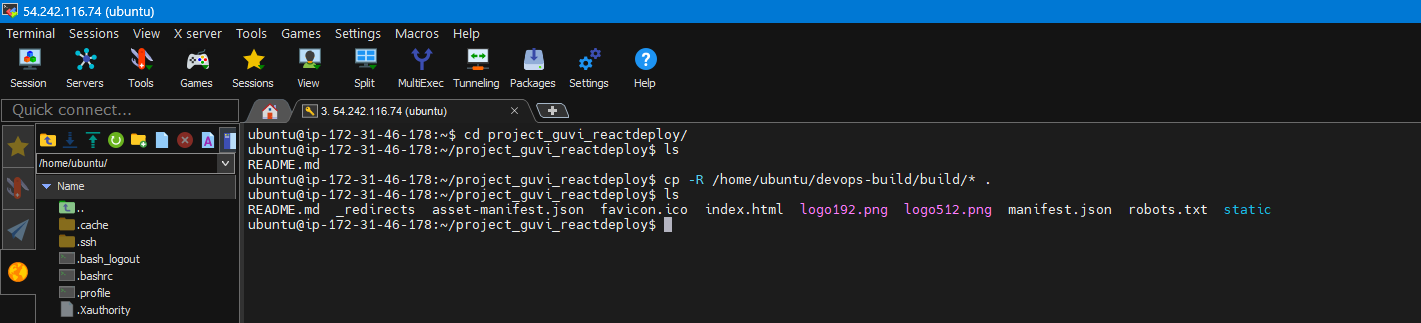 54.242.116.74 (ubuntu)
Terminal Sessions View X server Tools Games Settings Macros Help
Session Servers Tools Games Sessions View Split MultiExec Tunneling Packages Settings Help
Quick connect...
3. 54.242.116.74 (ubuntu)
/home/ubuntu/
Name
..
.cache
.ssh
.bash_logout
.bashrc
.profile
.Xauthority
ubuntu@ip-172-31-46-178:~$ cd project_guvi_reactdeploy/
ubuntu@ip-172-31-46-178:~/project_guvi_reactdeploy$ ls
README.md
ubuntu@ip-172-31-46-178:~/project_guvi_reactdeploy$ cp -R /home/ubuntu/devops-build/build/* .
ubuntu@ip-172-31-46-178:~/project_guvi_reactdeploy$ ls
README.md _redirects asset-manifest.json favicon.ico index.html logo192.png logo512.png manifest.json robots.txt static
ubuntu@ip-172-31-46-178:~/project_guvi_reactdeploy$